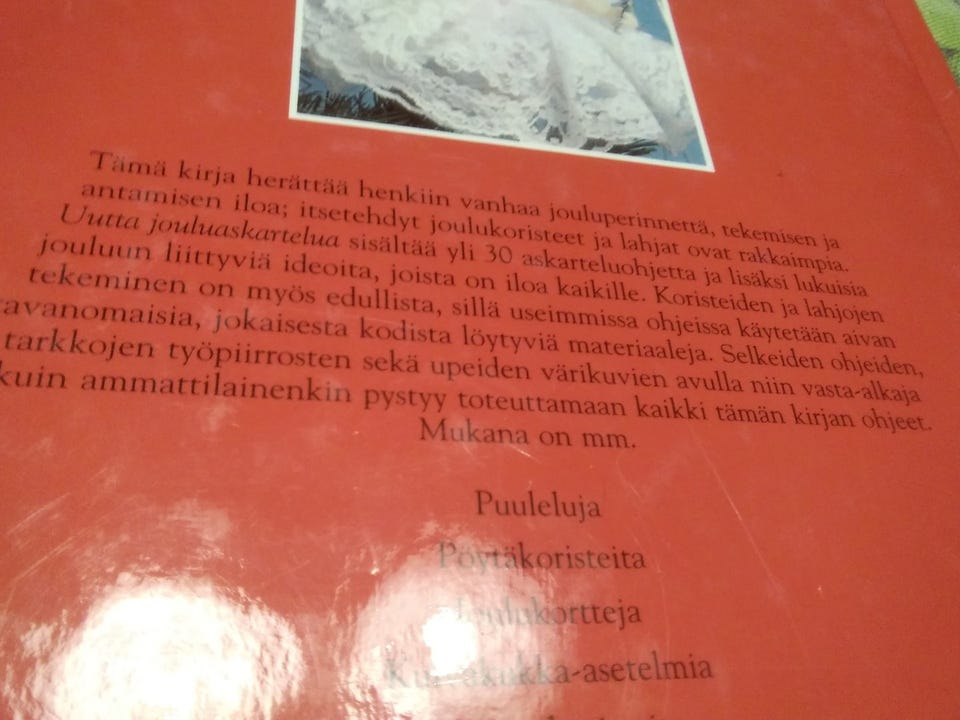 Tämä kirja herättää henkiin vanhaa jouluperinnettä, tekemisen ja
antamisen iloa; itsetehdyt joulukoristeet ja lahjat ovat rakkaimpia.
Uutta jouluaskartelua sisältää yli 30 askarteluohjetta ja lisäksi lukuisia
jouluun liittyviä ideoita, joista on iloa kaikille. Koristeiden ja lahjojen
tekeminen on myös edullista, sillä useimmissa ohjeissa käytetään aivan
tavanomaisia, jokaisesta kodista löytyviä materiaaleja. Selkeiden ohjeiden,
tarkkojen työpiirrosten sekä upeiden värikuvien avulla niin vasta-alkaja
kuin ammattilainenkin pystyy toteuttamaan kaikki tämän kirjan ohjeet.
Mukana on mm.
Puuleluja
Pöytäkoristeita
Joulukortteja
Kuivakukka-asetelmia